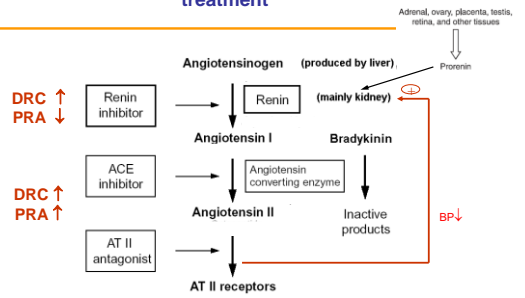 treatment
Adrenal, ovary, placenta, testis,
retina, and other tissues
Prorenin
Angiotensinogen (produced by liver)
DRC ↑
PRA ↓
Renin
inhibitor
Renin
(mainly kidney)
+
Angiotensin I
Bradykinin
DRC ↑
PRA ↑
ACE
inhibitor
Angiotensin
converting enzyme
Angiotensin II
Inactive
products
BP↓
AT II
antagonist
AT II receptors